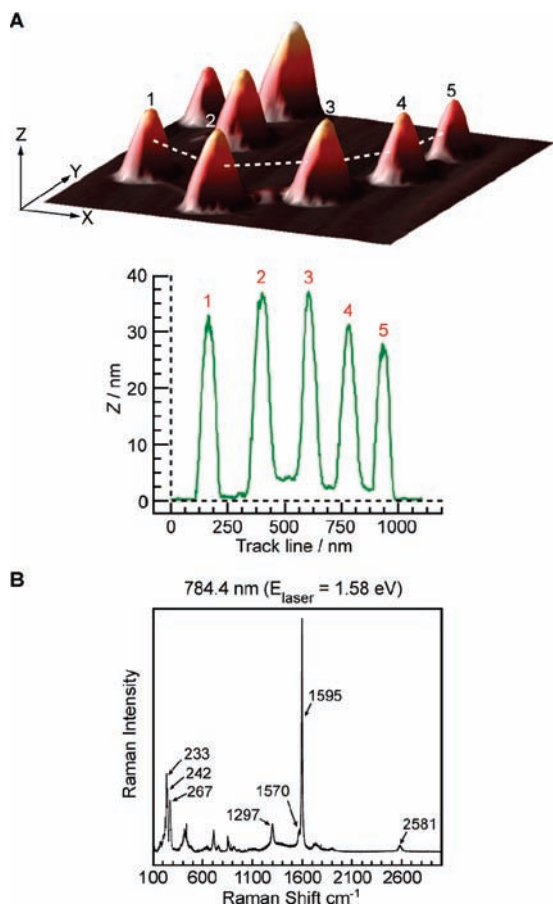 A
1
2
3
4
5
Z
Y
X
40
30
20
10
0
Z / nm
1
2
3
4
5
0 250 500 750 1000
Track line / nm
B
784.4 nm (E_laser = 1.58 eV)
Raman Intensity
233
242
267
1297
1570
1595
2581
100 600 1100 1600 2100 2600
Raman Shift cm⁻¹